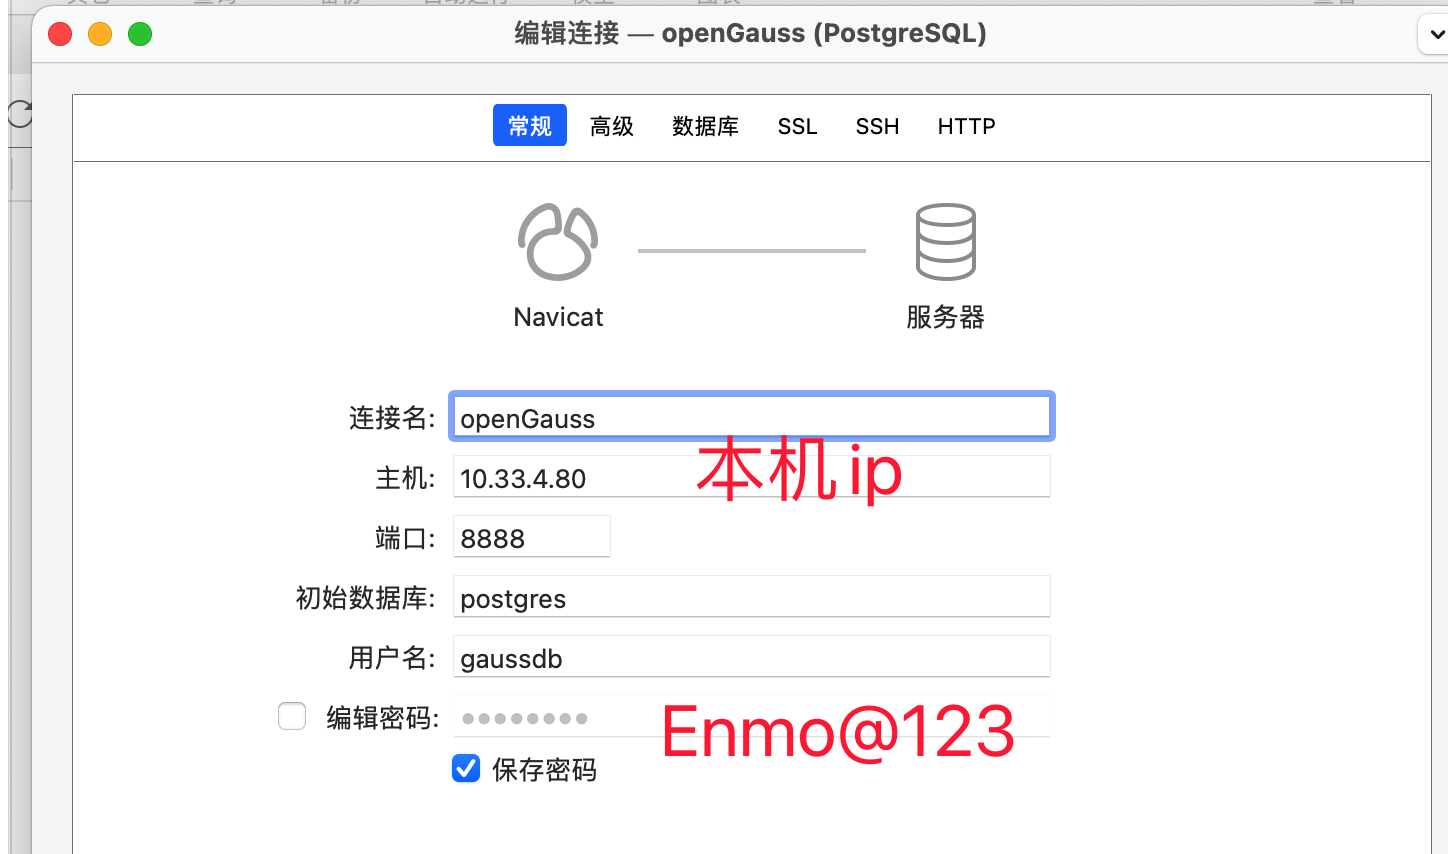 编辑连接 — openGauss (PostgreSQL)
常规 高级 数据库 SSL SSH HTTP
Navicat 服务器
连接名: openGauss
主机: 10.33.4.80 本机ip
端口: 8888
初始数据库: postgres
用户名: gaussdb
编辑密码: •••••••• Enmo@123
保存密码